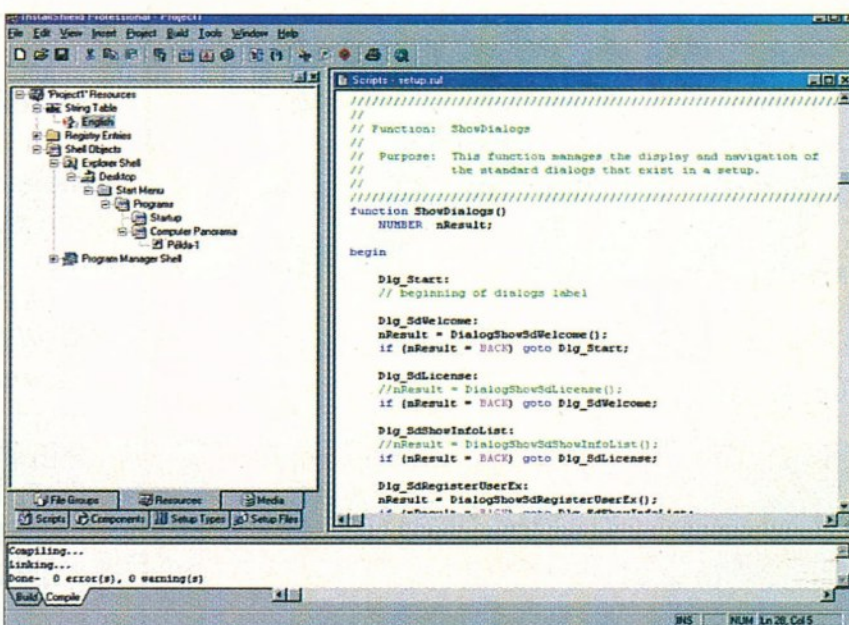 InstallShield Professional - Project1
File Edit View Insert Project Build Tools Window Help
'Project1' Resources
String Table
English
Registry Entries
Shell Objects
Explorer Shell
Desktop
Start Menu
Programs
Startup
Computer Panorama
Példa-1
Program Manager Shell
File Groups Resources Media
Scripts Components Setup Types Setup Files
Scripts - setup.rul
////////////////////////////////////////////////////////////////////
//
// Function: ShowDialogs
//
// Purpose: This function manages the display and navigation of
// the standard dialogs that exist in a setup.
//
////////////////////////////////////////////////////////////////////
function ShowDialogs()
NUMBER nResult;
begin
Dlg_Start:
// beginning of dialogs label
Dlg_SdWelcome:
nResult = DialogShowSdWelcome();
if (nResult = BACK) goto Dlg_Start;
Dlg_SdLicense:
//nResult = DialogShowSdLicense();
if (nResult = BACK) goto Dlg_SdWelcome;
Dlg_SdShowInfoList:
//nResult = DialogShowSdShowInfoList();
if (nResult = BACK) goto Dlg_SdLicense;
Dlg_SdRegisterUserEx:
nResult = DialogShowSdRegisterUserEx();
if (nResult = BACK) goto Dlg_SdShowInfoList;
Compiling...
Linking...
Done- 0 error(s), 0 warning(s)
Build Compile
INS NUM Ln 28, Col 5